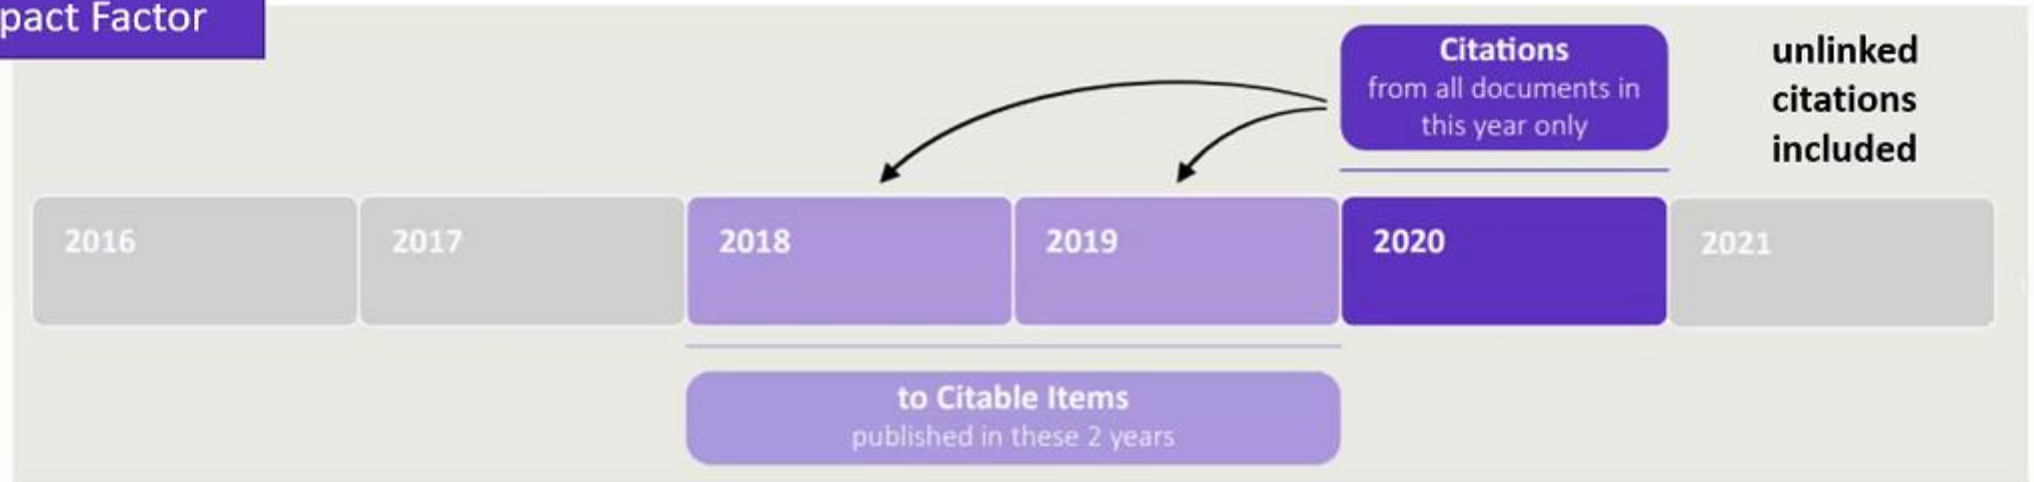 pact Factor
Citations
from all documents in
this year only
unlinked
citations
included
2016
2017
2018
2019
2020
2021
to Citable Items
published in these 2 years